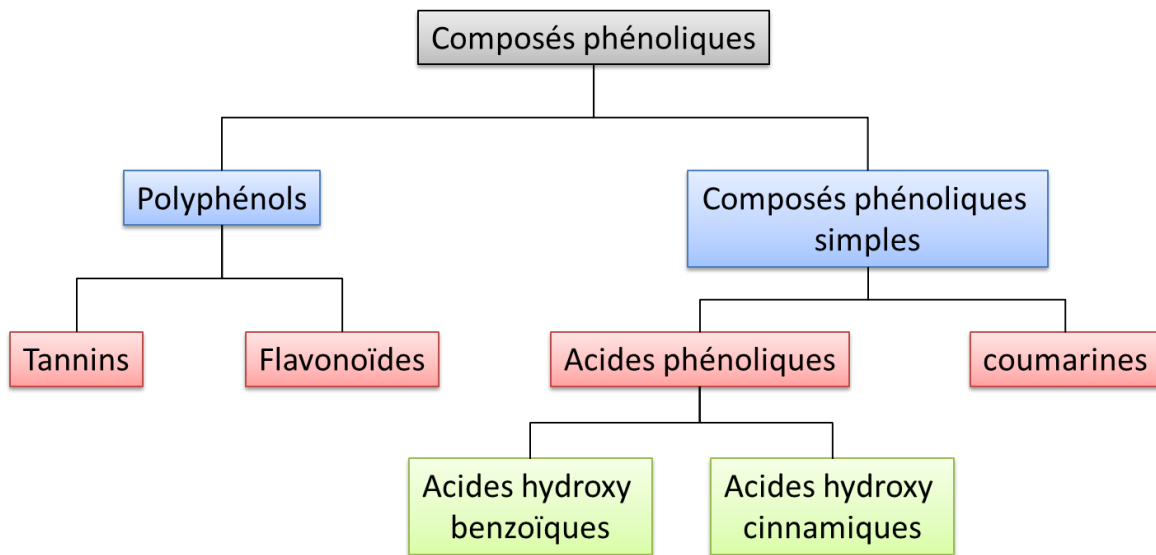 Composés phénoliques
Polyphénols
Composés phénoliques
simples
Tannins
Flavonoïdes
Acides phénoliques
coumarines
Acides hydroxy
benzoïques
Acides hydroxy
cinnamiques